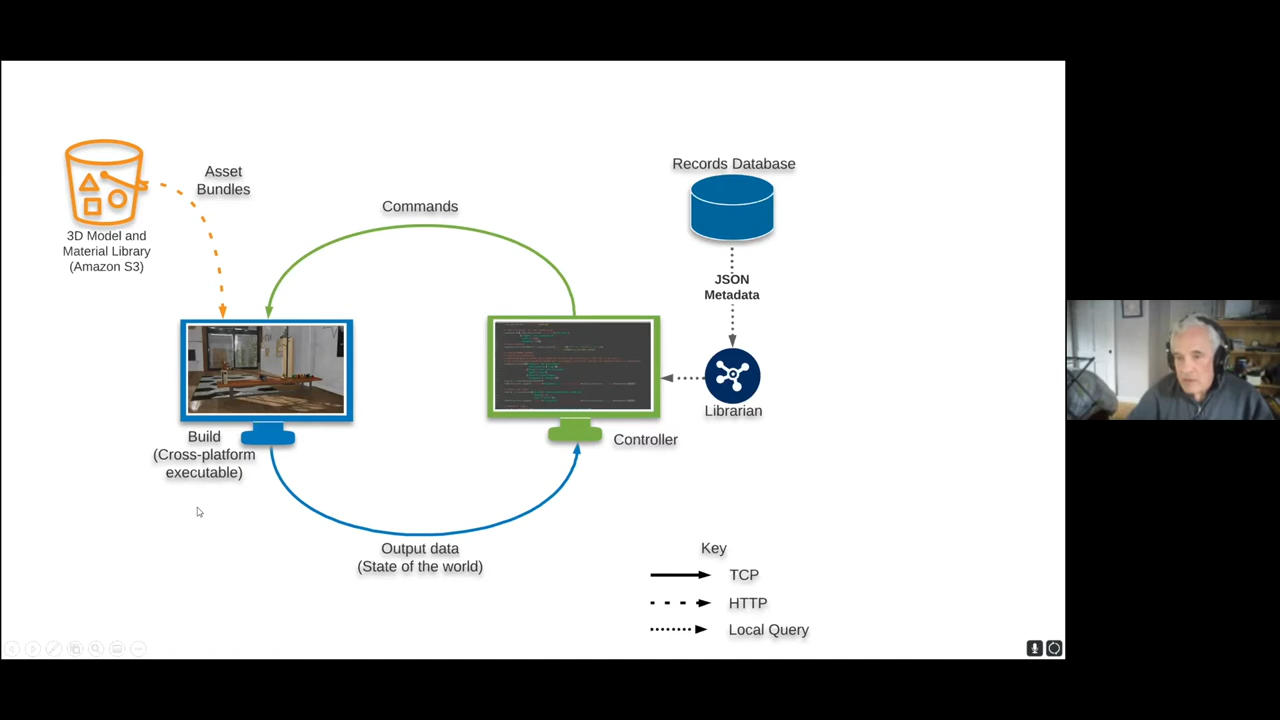 Asset
Bundles
3D Model and
Material Library
(Amazon S3)
Commands
Records Database
JSON
Metadata
Librarian
Controller
Build
(Cross-platform
executable)
Output data
(State of the world)
Key
TCP
HTTP
Local Query